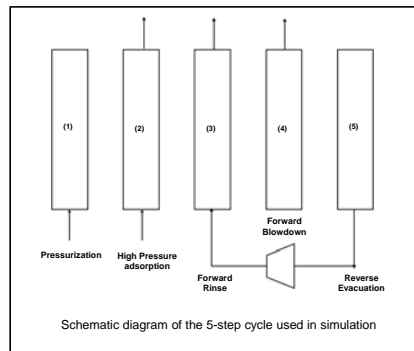 (1)
(2)
(3)
(4)
(5)
Pressurization
High Pressure
adsorption
Forward
Rinse
Forward
Blowdown
Reverse
Evacuation
Schematic diagram of the 5-step cycle used in simulation